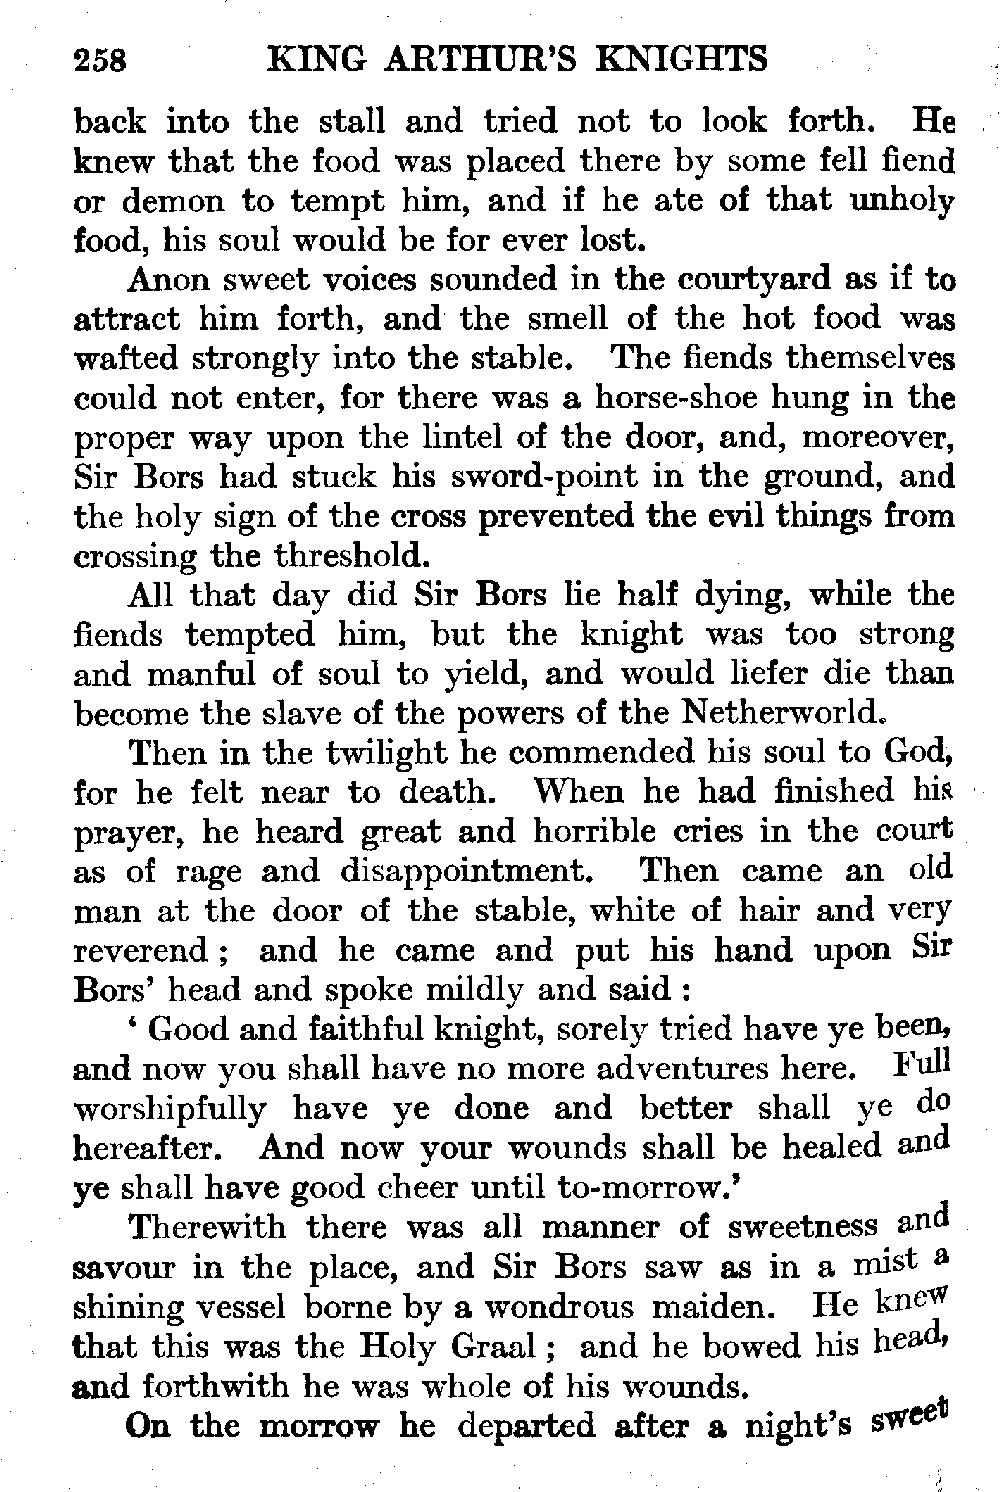 258 KING ARTHUR'S KNIGHTS
back into the stall and tried not to look forth. He
knew that the food was placed there by some fell fiend
or demon to tempt him, and if he ate of that unholy
food, his soul would be for ever lost.
Anon sweet voices sounded in the courtyard as if to
attract him forth, and the smell of the hot food was
wafted strongly into the stable. The fiends themselves
could not enter, for there was a horse-shoe hung in the
proper way upon the lintel of the door, and, moreover,
Sir Bors had stuck his sword-point in the ground, and
the holy sign of the cross prevented the evil things from
crossing the threshold.
All that day did Sir Bors lie half dying, while the
fiends tempted him, but the knight was too strong
and manful of soul to yield, and would liefer die than
become the slave of the powers of the Netherworld.
Then in the twilight he commended his soul to God,
for he felt near to death. When he had finished his
prayer, he heard great and horrible cries in the court
as of rage and disappointment. Then came an old
man at the door of the stable, white of hair and very
reverend ; and he came and put his hand upon Sir
Bors' head and spoke mildly and said :
‘ Good and faithful knight, sorely tried have ye been,
and now you shall have no more adventures here. Full
worshipfully have ye done and better shall ye do
hereafter. And now your wounds shall be healed and
ye shall have good cheer until to-morrow.’
Therewith there was all manner of sweetness and
savour in the place, and Sir Bors saw as in a mist a
shining vessel borne by a wondrous maiden. He knew
that this was the Holy Graal ; and he bowed his head,
and forthwith he was whole of his wounds.
On the morrow he departed after a night's sweet